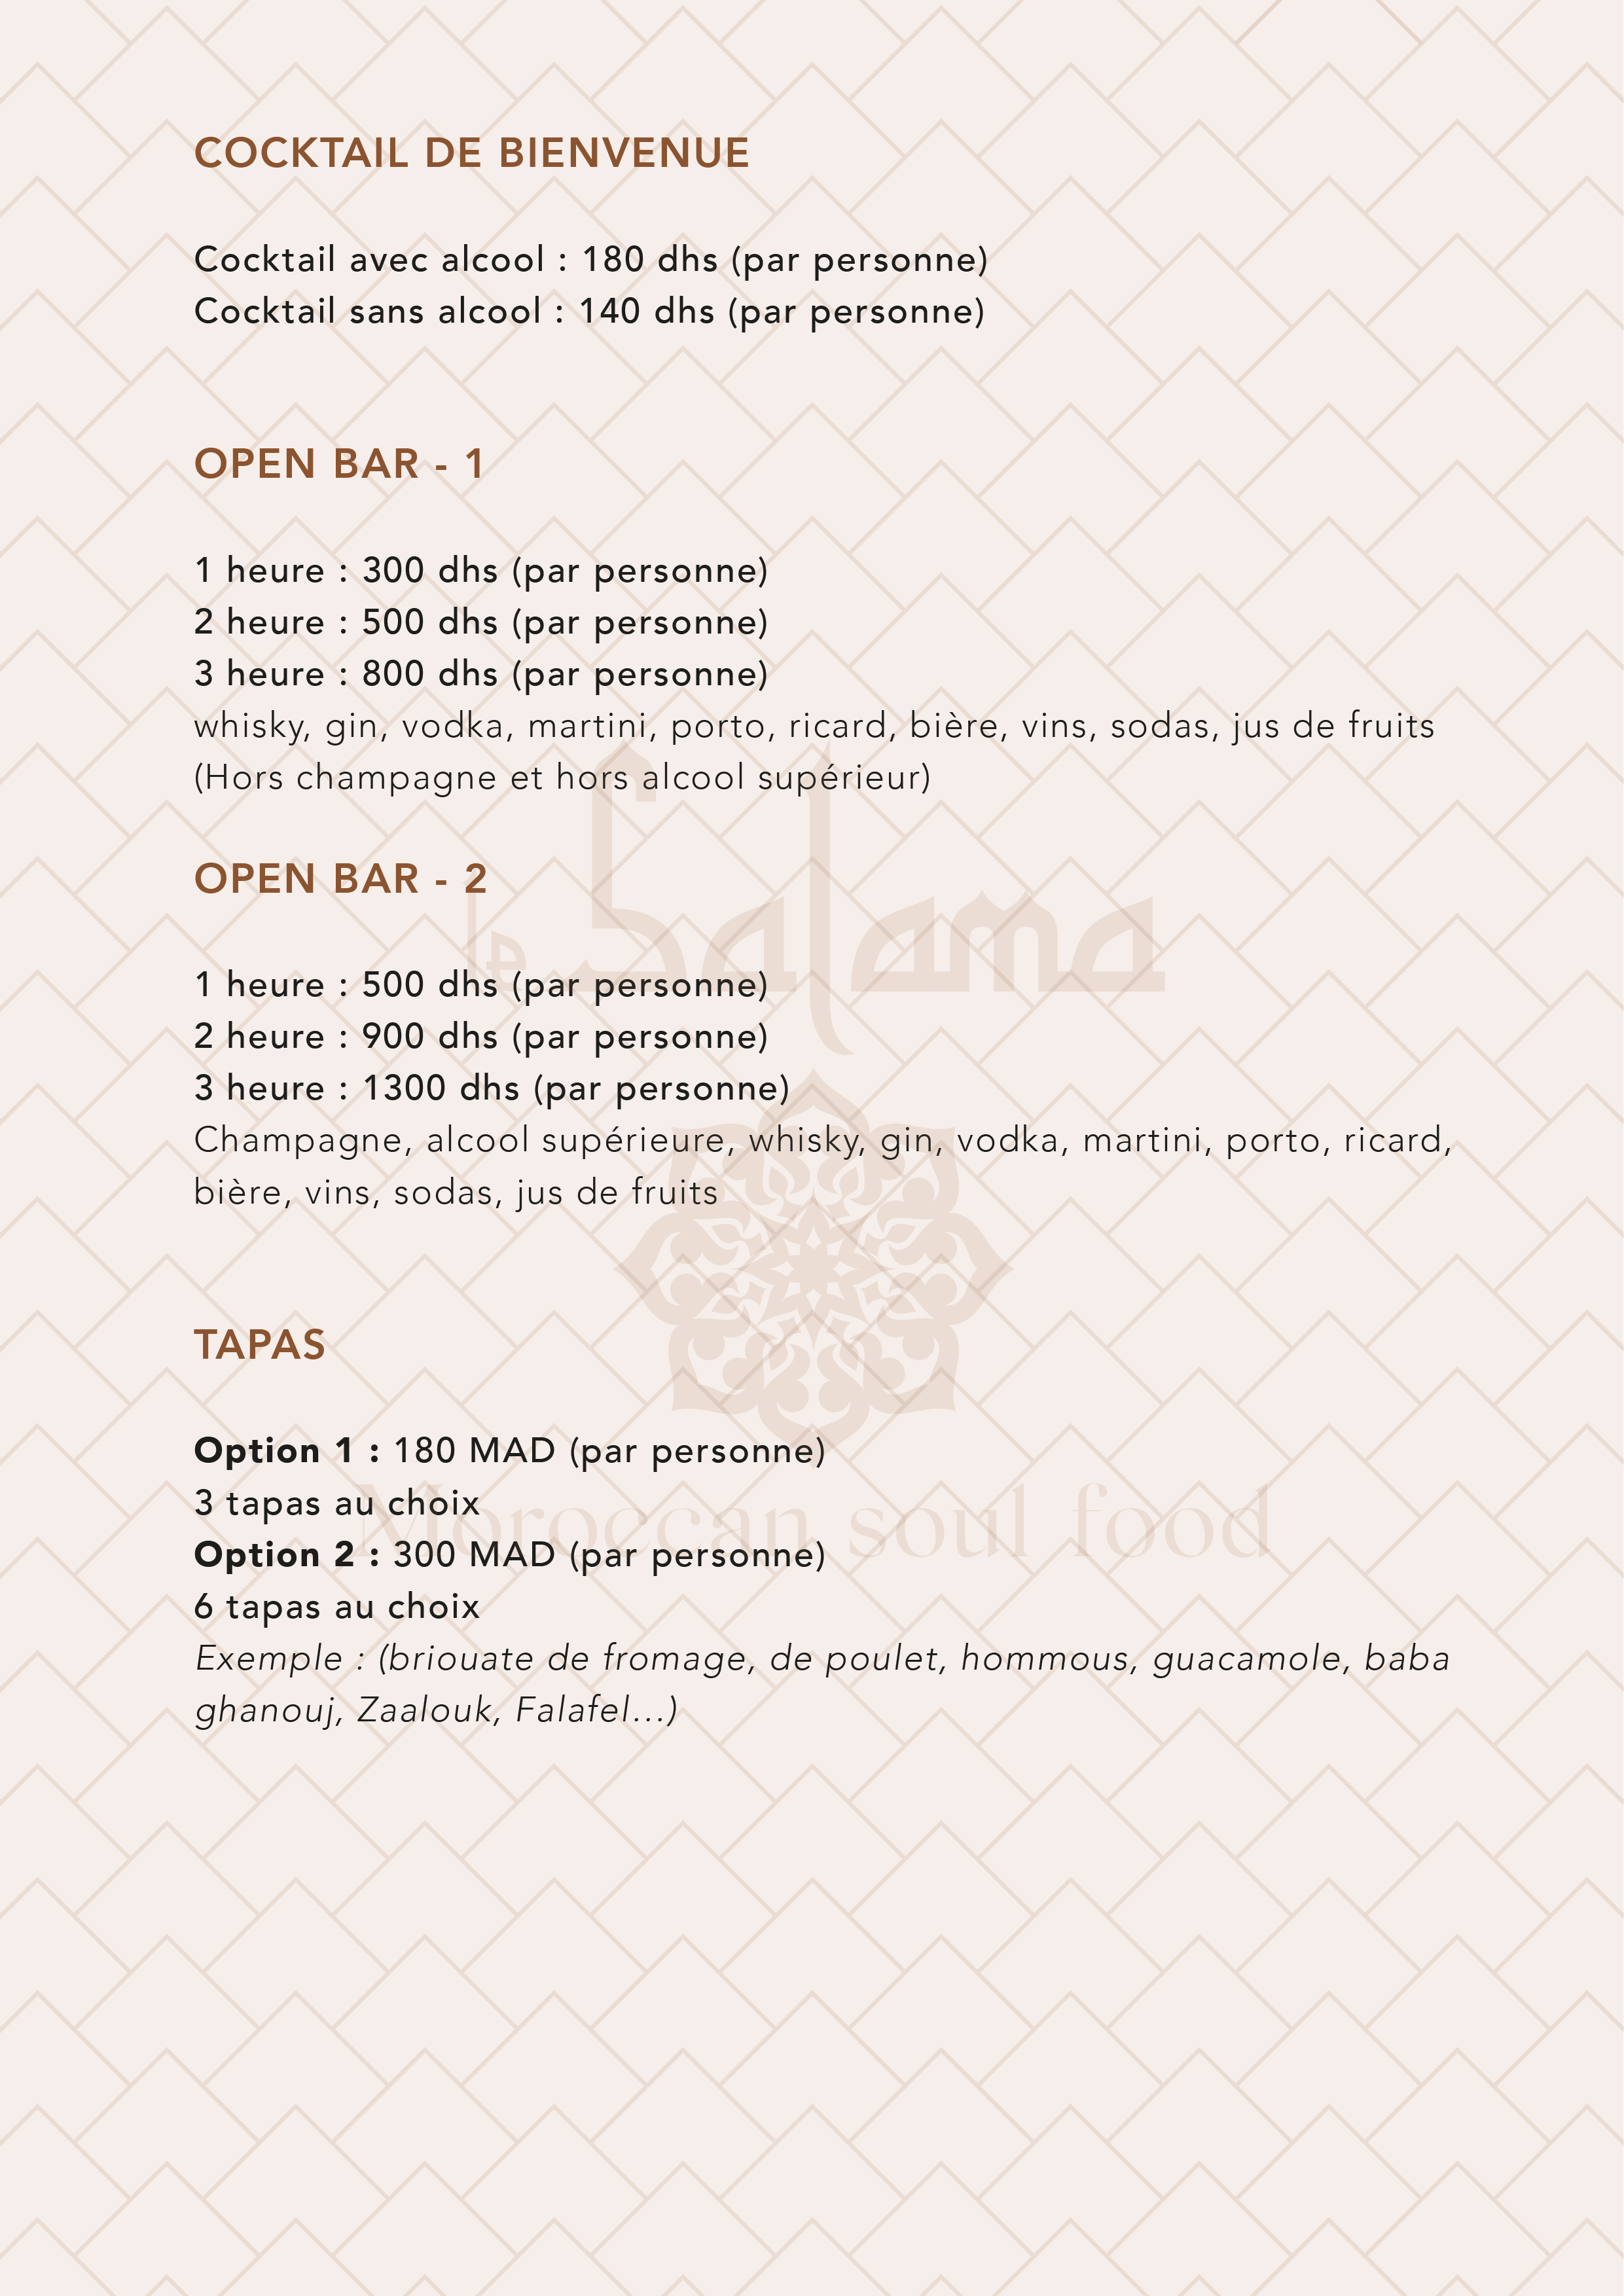 COCKTAIL DE BIENVENUE
Cocktail avec alcool : 180 dhs (par personne)
Cocktail sans alcool : 140 dhs (par personne)
OPEN BAR - 1
1 heure : 300 dhs (par personne)
2 heure : 500 dhs (par personne)
3 heure : 800 dhs (par personne)
whisky, gin, vodka, martini, porto, ricard, bière, vins, sodas, jus de fruits
(Hors champagne et hors alcool supérieur)
OPEN BAR - 2
le Salama
1 heure : 500 dhs (par personne)
2 heure : 900 dhs (par personne)
3 heure : 1300 dhs (par personne)
Champagne, alcool supérieure, whisky, gin, vodka, martini, porto, ricard,
bière, vins, sodas, jus de fruits
TAPAS
Option 1 : 180 MAD (par personne)
3 tapas au choix
Moroccan soul food
Option 2 : 300 MAD (par personne)
6 tapas au choix
Exemple : (briouate de fromage, de poulet, hommous, guacamole, baba
ghanouj, Zaalouk, Falafel...)